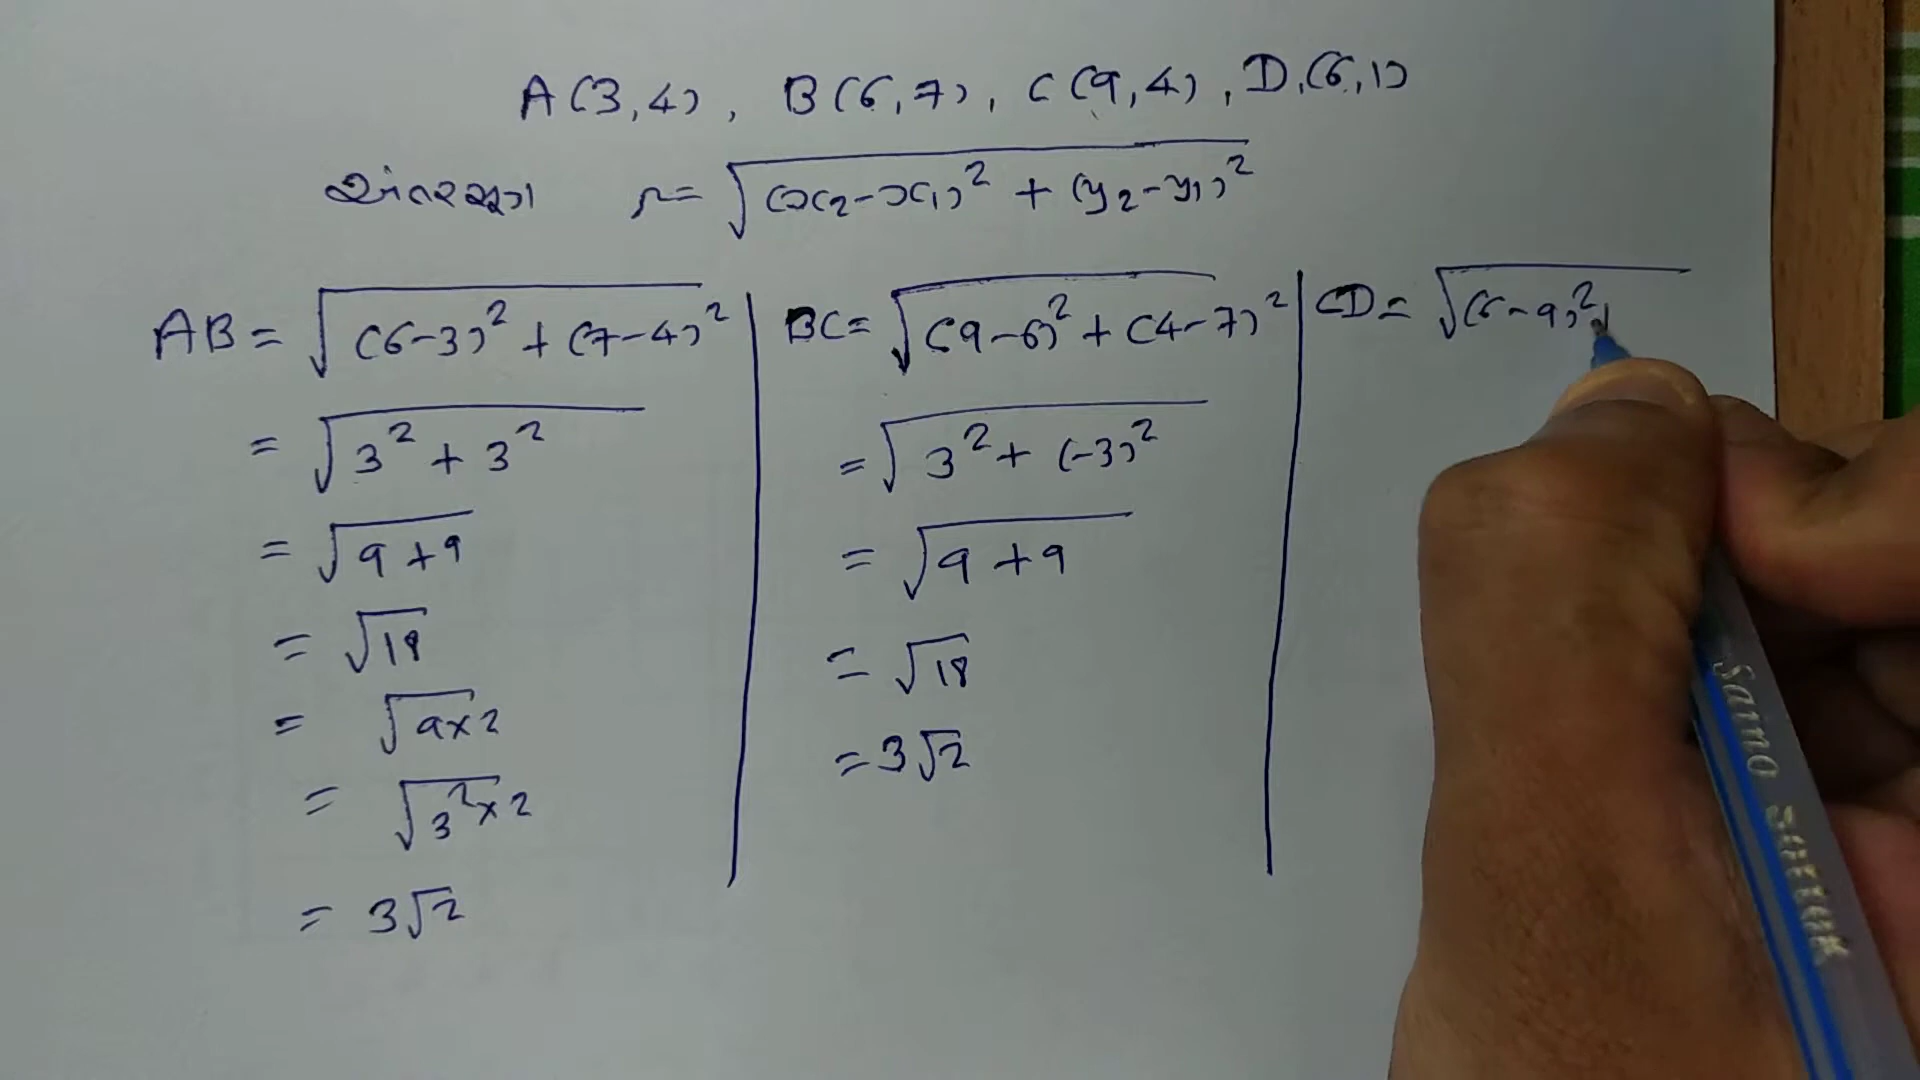 A(3,4), B(6,7), C(9,4), D(6,1)
અંતરસૂત્ર r = √(x₂-x₁)² + (y₂-y₁)²
AB = √(6-3)² + (7-4)²
= √3² + 3²
= √9+9
= √18
= √9×2
= √3²×2
= 3√2
BC = √(9-6)² + (4-7)²
= √3² + (-3)²
= √9+9
= √18
= 3√2
CD = √(6-9)²
Saino